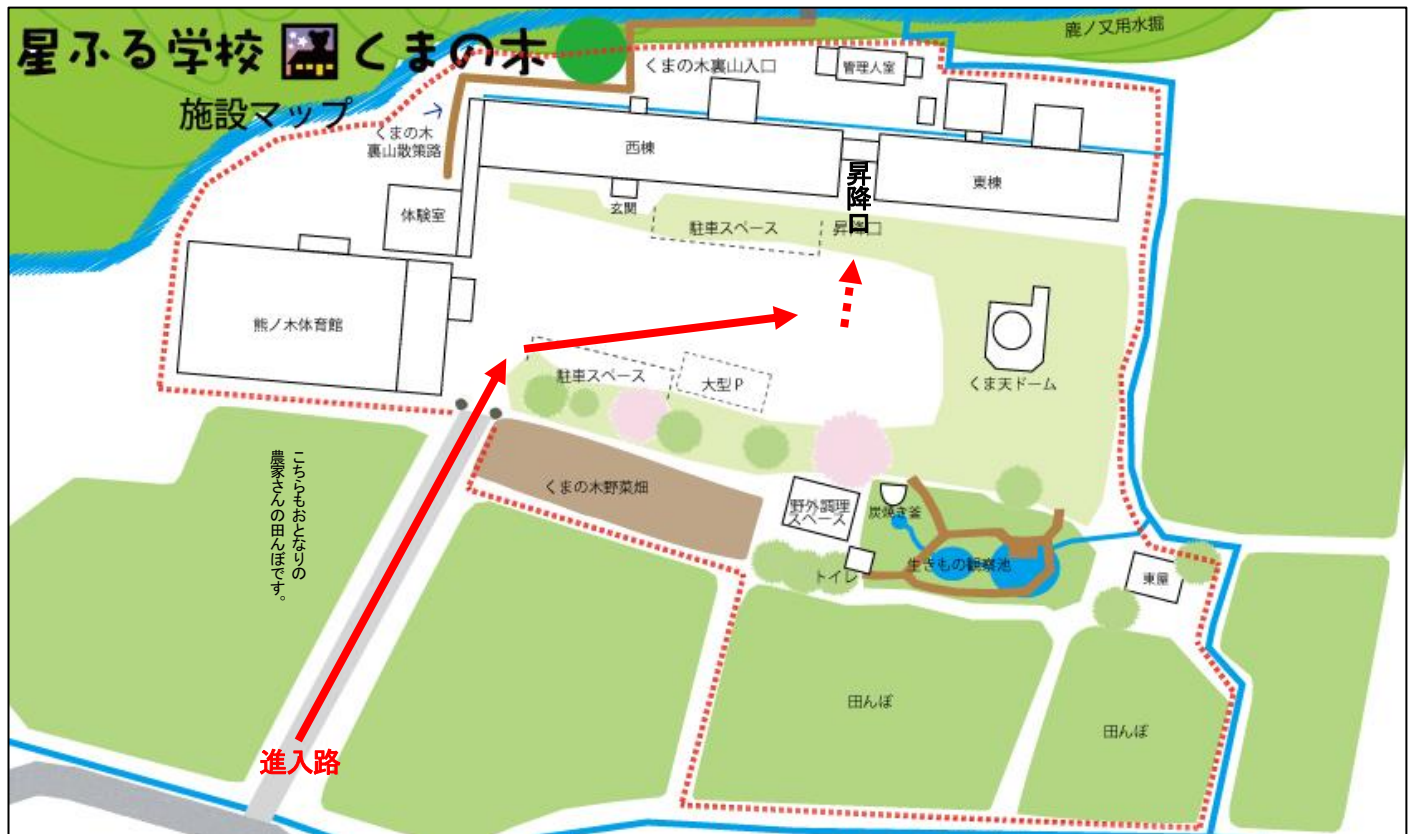 星ふる学校 くまの木
施設マップ
鹿ノ又用水掘
くまの木裏山入口
管理人室
くまの木
裏山散策路
西棟
昇降口
東棟
体験室
玄関
駐車スペース
昇降口
熊ノ木体育館
駐車スペース
大型P
くま天ドーム
こちらもおとなりの
農家さんの田んぼです。
くまの木野菜畑
野外調理
スペース
炭焼き釜
トイレ
生きもの観察池
東屋
田んぼ
田んぼ
進入路